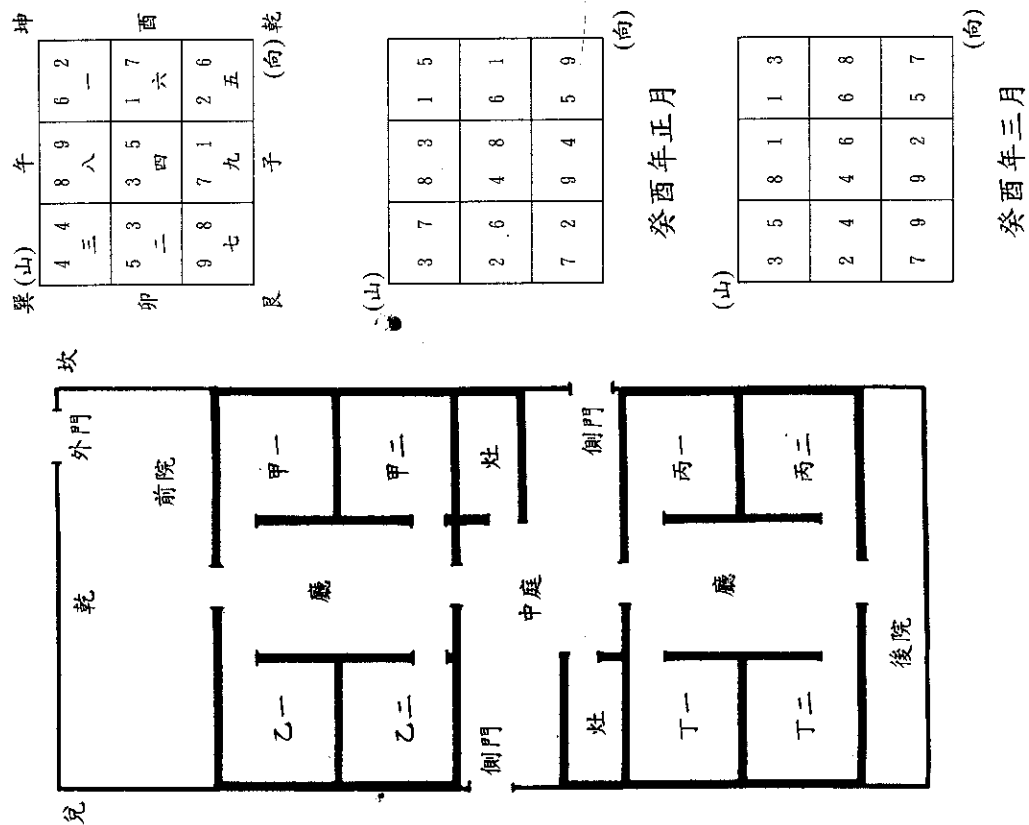 巽(山) 午 坤
4 4 8 9 6 2
三 八 一
卯 5 3 3 5 1 7 酉
二 四 六
9 8 7 1 2 6
七 九 五
艮 子 (向)乾
(山)
3 7 8 3 1 5
2 6 4 8 6 1
7 2 9 4 5 9
(向)
癸酉年正月
(山)
3 5 8 1 1 3
2 4 4 6 6 8
7 9 9 2 5 7
(向)
癸酉年三月
兌 乾 外門 坎
前院
乙一 廳 甲一
乙二 甲二
側門 中庭 灶
灶 側門
丁一 廳 丙一
丁二 丙二
後院